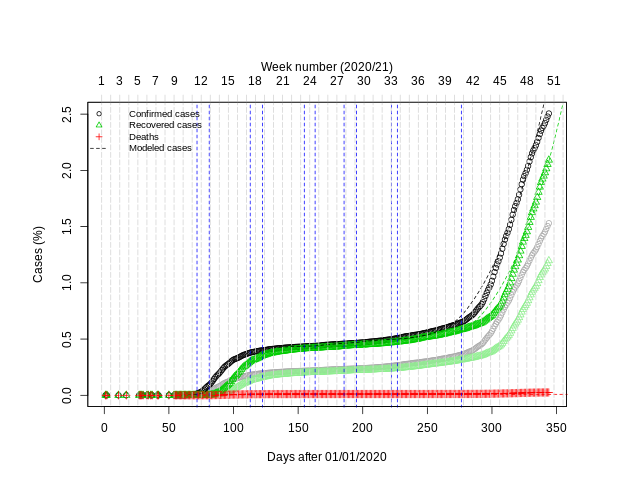 Week number (2020/21)
1 3 5 7 9 12 15 18 21 24 27 30 33 36 39 42 45 48 51
2.5
Confirmed cases
Recovered cases
Deaths
Modeled cases
2.0
1.5
1.0
0.5
0.0
Cases (%)
0 50 100 150 200 250 300 350
Days after 01/01/2020